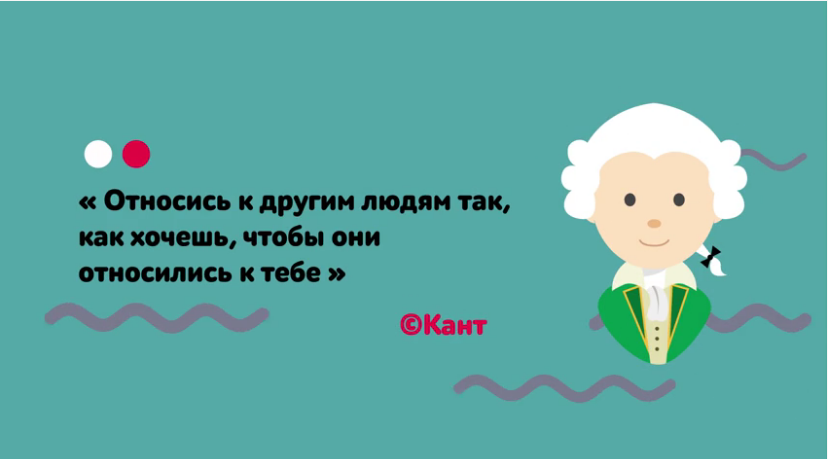 « Относись к другим людям так,
как хочешь, чтобы они
относились к тебе »
©Кант